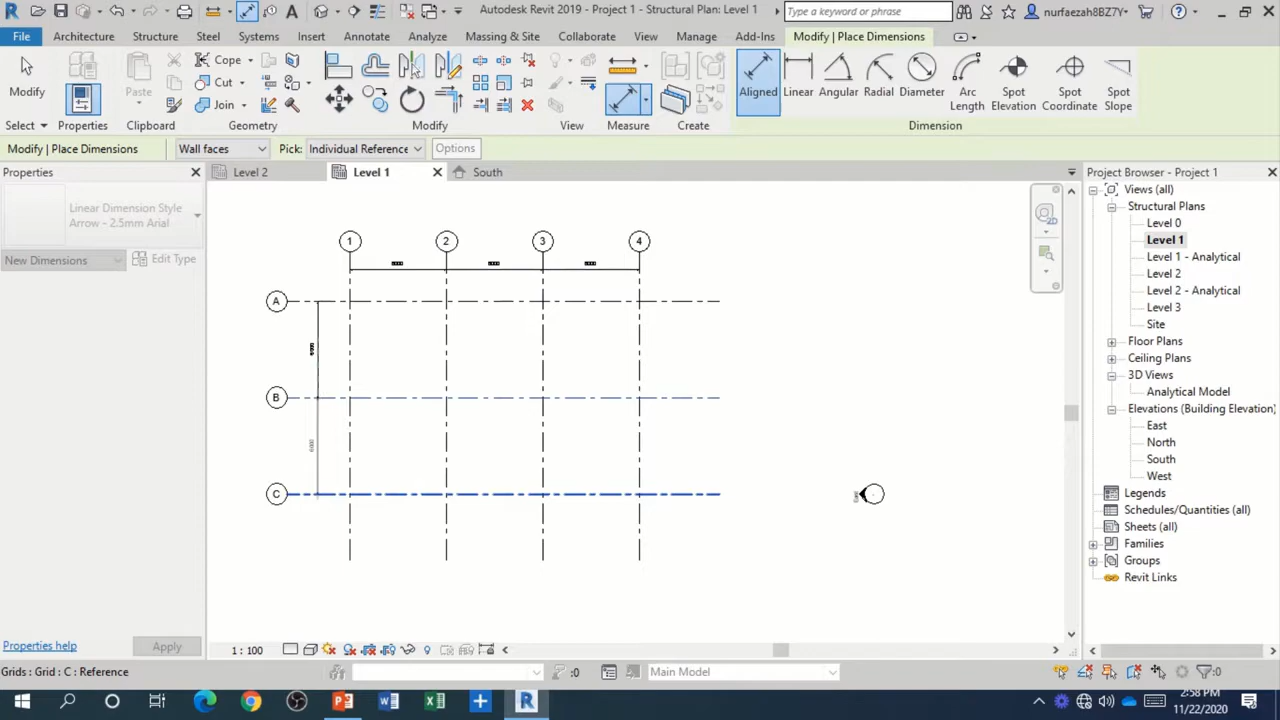 Autodesk Revit 2019 - Project 1 - Structural Plan: Level 1
Type a keyword or phrase
nurfaezah8BZ7Y
File Architecture Structure Steel Systems Insert Annotate Analyze Massing & Site Collaborate View Manage Add-Ins Modify | Place Dimensions
Modify
Paste
Cope
Cut
Join
Aligned Linear Angular Radial Diameter Arc Length Spot Elevation Spot Coordinate Spot Slope
Select Properties Clipboard Geometry Modify View Measure Create Dimension
Modify | Place Dimensions Wall faces Pick: Individual Reference Options
Properties
Level 2 Level 1 South
Project Browser - Project 1
Linear Dimension Style
Arrow - 2.5mm Arial
New Dimensions Edit Type
2D
1 2 3 4
A
B
C
Views (all)
Structural Plans
Level 0
Level 1
Level 1 - Analytical
Level 2
Level 2 - Analytical
Level 3
Site
Floor Plans
Ceiling Plans
3D Views
Analytical Model
Elevations (Building Elevation)
East
North
South
West
Legends
Schedules/Quantities (all)
Sheets (all)
Families
Groups
Revit Links
Properties help Apply
1 : 100
Grids : Grid : C : Reference
:0
Main Model
:0
2:58 PM
11/22/2020